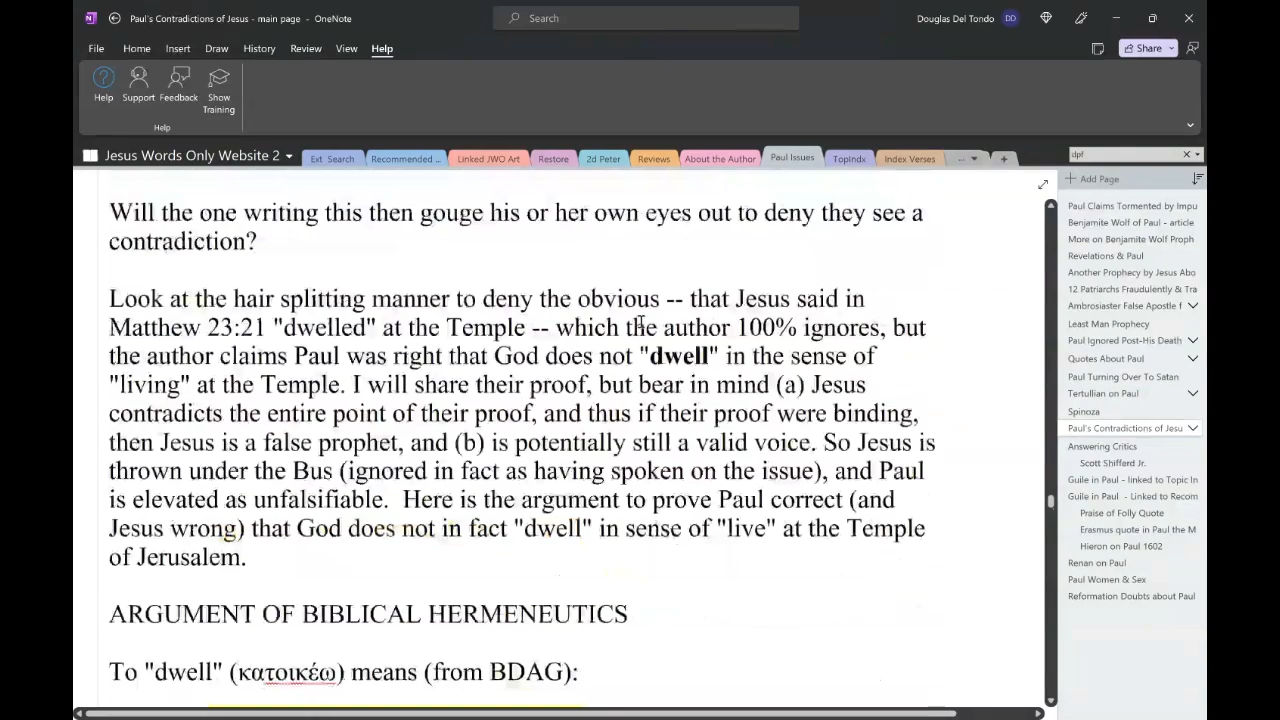 Paul's Contradictions of Jesus - main page - OneNote
Search
Douglas Del Tondo
DD
File Home Insert Draw History Review View Help
Share
Help Support Feedback Show Training
Help
Jesus Words Only Website 2
Ext Search Recommended ... Linked JWO Art Restore 2d Peter Reviews About the Author Paul Issues TopIndx Index Verses ... +
dpf
Add Page
Will the one writing this then gouge his or her own eyes out to deny they see a
contradiction?
Look at the hair splitting manner to deny the obvious -- that Jesus said in
Matthew 23:21 "dwelled" at the Temple -- which the author 100% ignores, but
the author claims Paul was right that God does not "dwell" in the sense of
"living" at the Temple. I will share their proof, but bear in mind (a) Jesus
contradicts the entire point of their proof, and thus if their proof were binding,
then Jesus is a false prophet, and (b) is potentially still a valid voice. So Jesus is
thrown under the Bus (ignored in fact as having spoken on the issue), and Paul
is elevated as unfalsifiable.  Here is the argument to prove Paul correct (and
Jesus wrong) that God does not in fact "dwell" in sense of "live" at the Temple
of Jerusalem.
ARGUMENT OF BIBLICAL HERMENEUTICS
To "dwell" (κατοικέω) means (from BDAG):
Paul Claims Tormented by Impu
Benjamite Wolf of Paul - article
More on Benjamite Wolf Proph
Revelations & Paul
Another Prophecy by Jesus Abo
12 Patriarchs Fraudulently & Tra
Ambrosiaster False Apostle f
Least Man Prophecy
Paul Ignored Post-His Death
Quotes About Paul
Paul Turning Over To Satan
Tertullian on Paul
Spinoza
Paul's Contradictions of Jesu
Answering Critics
Scott Shifferd Jr.
Guile in Paul - linked to Topic In
Guile in Paul - Linked to Recom
Praise of Folly Quote
Erasmus quote in Paul the M
Hieron on Paul 1602
Renan on Paul
Paul Women & Sex
Reformation Doubts about Paul